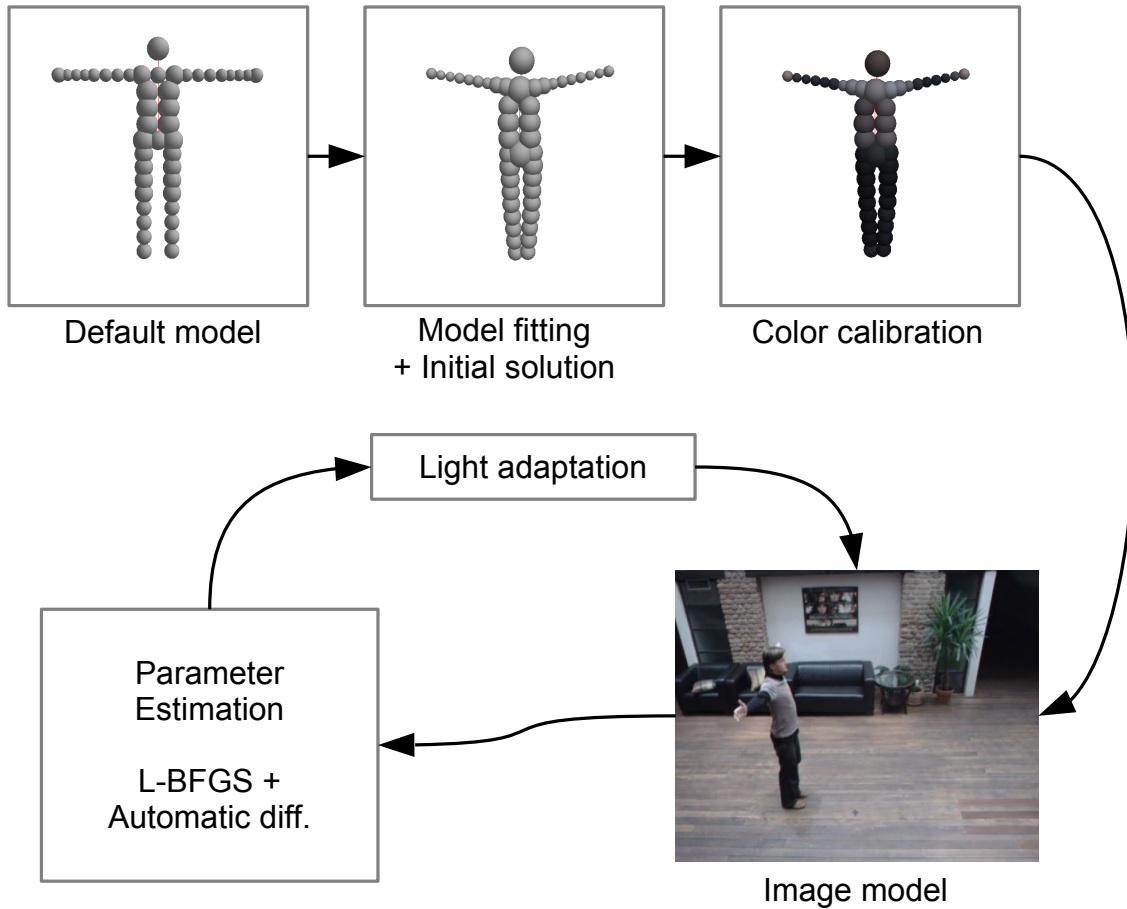 Default model
Model fitting
+ Initial solution
Color calibration
Light adaptation
Parameter
Estimation
L-BFGS +
Automatic diff.
Image model